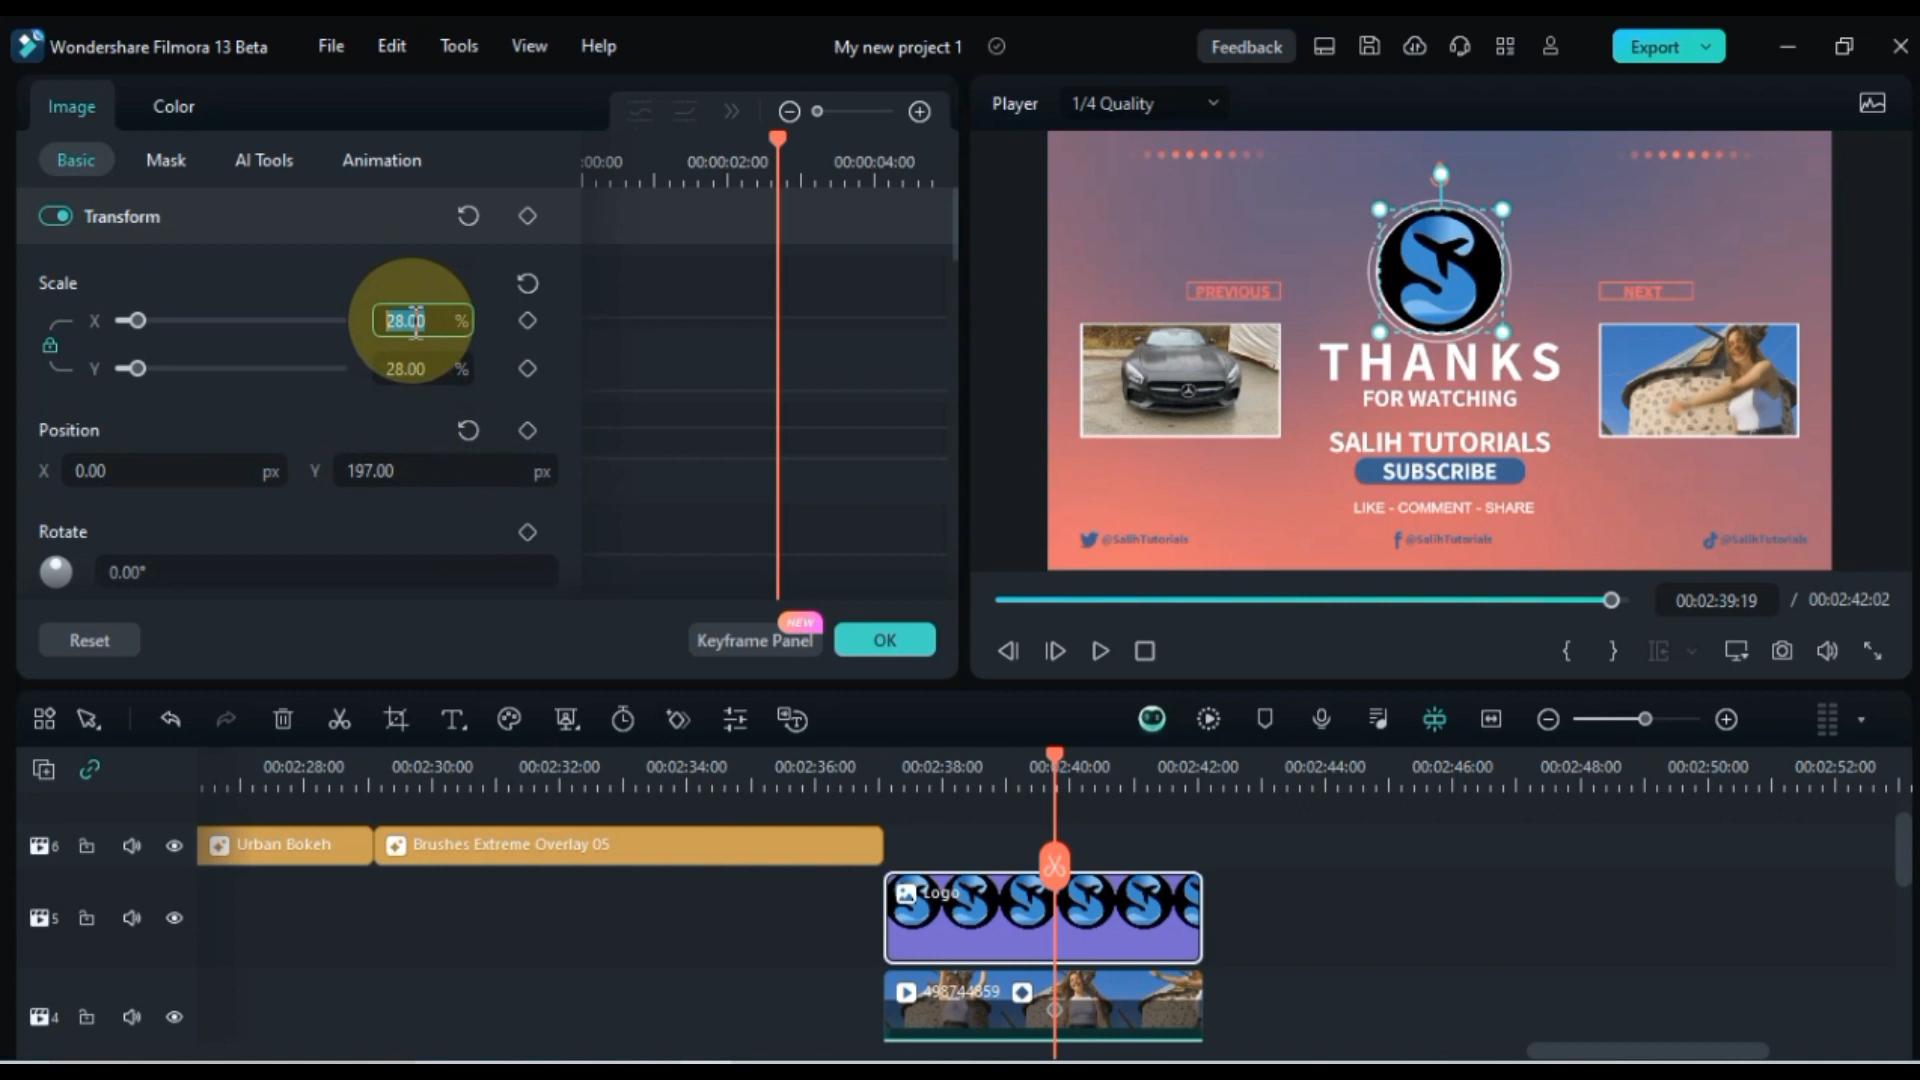 Wondershare Filmora 13 Beta
File
Edit
Tools
View
Help
My new project 1
Feedback
Export
Image
Color
Player
1/4 Quality
Basic
Mask
AI Tools
Animation
:00:00
00:00:02:00
00:00:04:00
Transform
Scale
X
28.00
%
Y
28.00
%
Position
X
0.00
px
Y
197.00
px
Rotate
0.00°
Reset
NEW
Keyframe Panel
OK
PREVIOUS
NEXT
THANKS
FOR WATCHING
SALIH TUTORIALS
SUBSCRIBE
LIKE - COMMENT - SHARE
@SalihTutorials
@SalihTutorials
@SalihTutorials
00:02:39:19
/
00:02:42:02
00:02:28:00
00:02:30:00
00:02:32:00
00:02:34:00
00:02:36:00
00:02:38:00
00:02:40:00
00:02:42:00
00:02:44:00
00:02:46:00
00:02:48:00
00:02:50:00
00:02:52:00
6
Urban Bokeh
Brushes Extreme Overlay 05
5
Logo
4
498744859